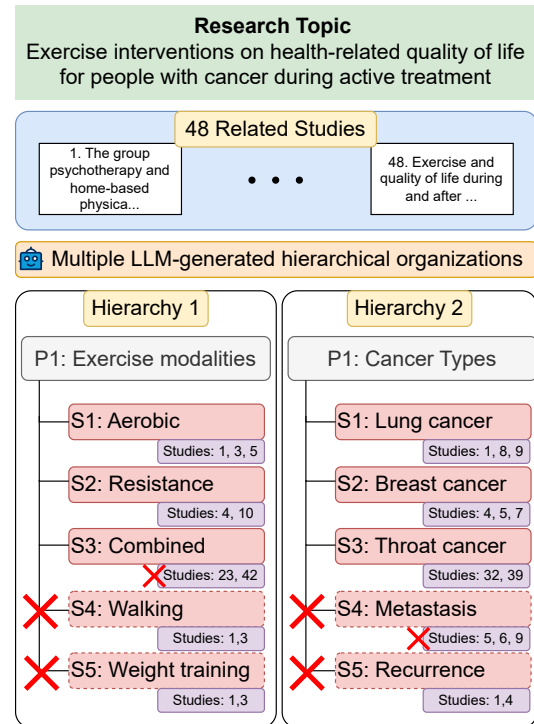 Research Topic
Exercise interventions on health-related quality of life
for people with cancer during active treatment
48 Related Studies
1. The group
psychotherapy and
home-based
physica...
• • •
48. Exercise and
quality of life during
and after ...
Multiple LLM-generated hierarchical organizations
Hierarchy 1
P1: Exercise modalities
S1: Aerobic
Studies: 1, 3, 5
S2: Resistance
Studies: 4, 10
S3: Combined
Studies: 23, 42
S4: Walking
Studies: 1,3
S5: Weight training
Studies: 1,3
Hierarchy 2
P1: Cancer Types
S1: Lung cancer
Studies: 1, 8, 9
S2: Breast cancer
Studies: 4, 5, 7
S3: Throat cancer
Studies: 32, 39
S4: Metastasis
Studies: 5, 6, 9
S5: Recurrence
Studies: 1,4